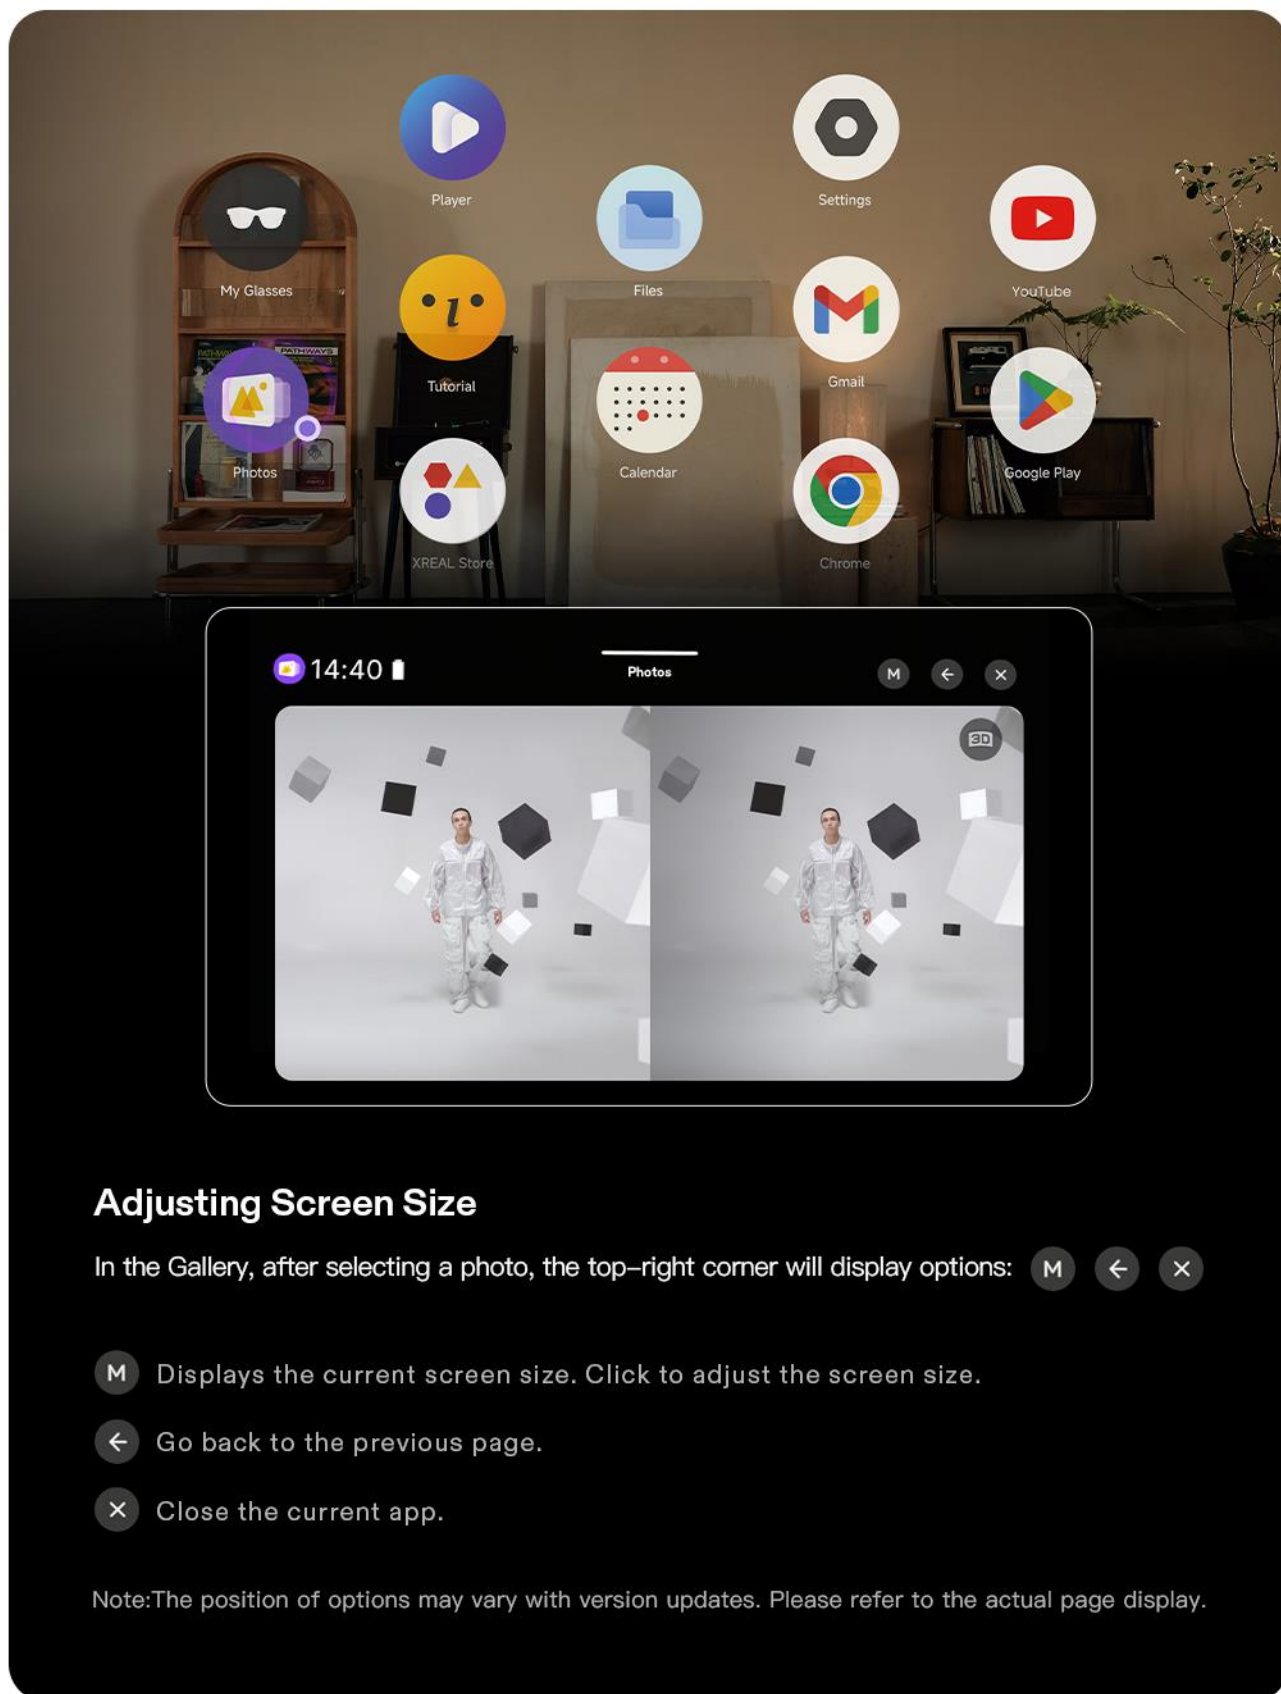 Player
Settings
My Glasses
Files
YouTube
PATHWAYS
Tutorial
Gmail
Photos
Calendar
Google Play
XREAL Store
Chrome
14:40
Photos
M
3D
Adjusting Screen Size
In the Gallery, after selecting a photo, the top-right corner will display options: M
M Displays the current screen size. Click to adjust the screen size.
Go back to the previous page.
Close the current app.
Note:The position of options may vary with version updates. Please refer to the actual page display.